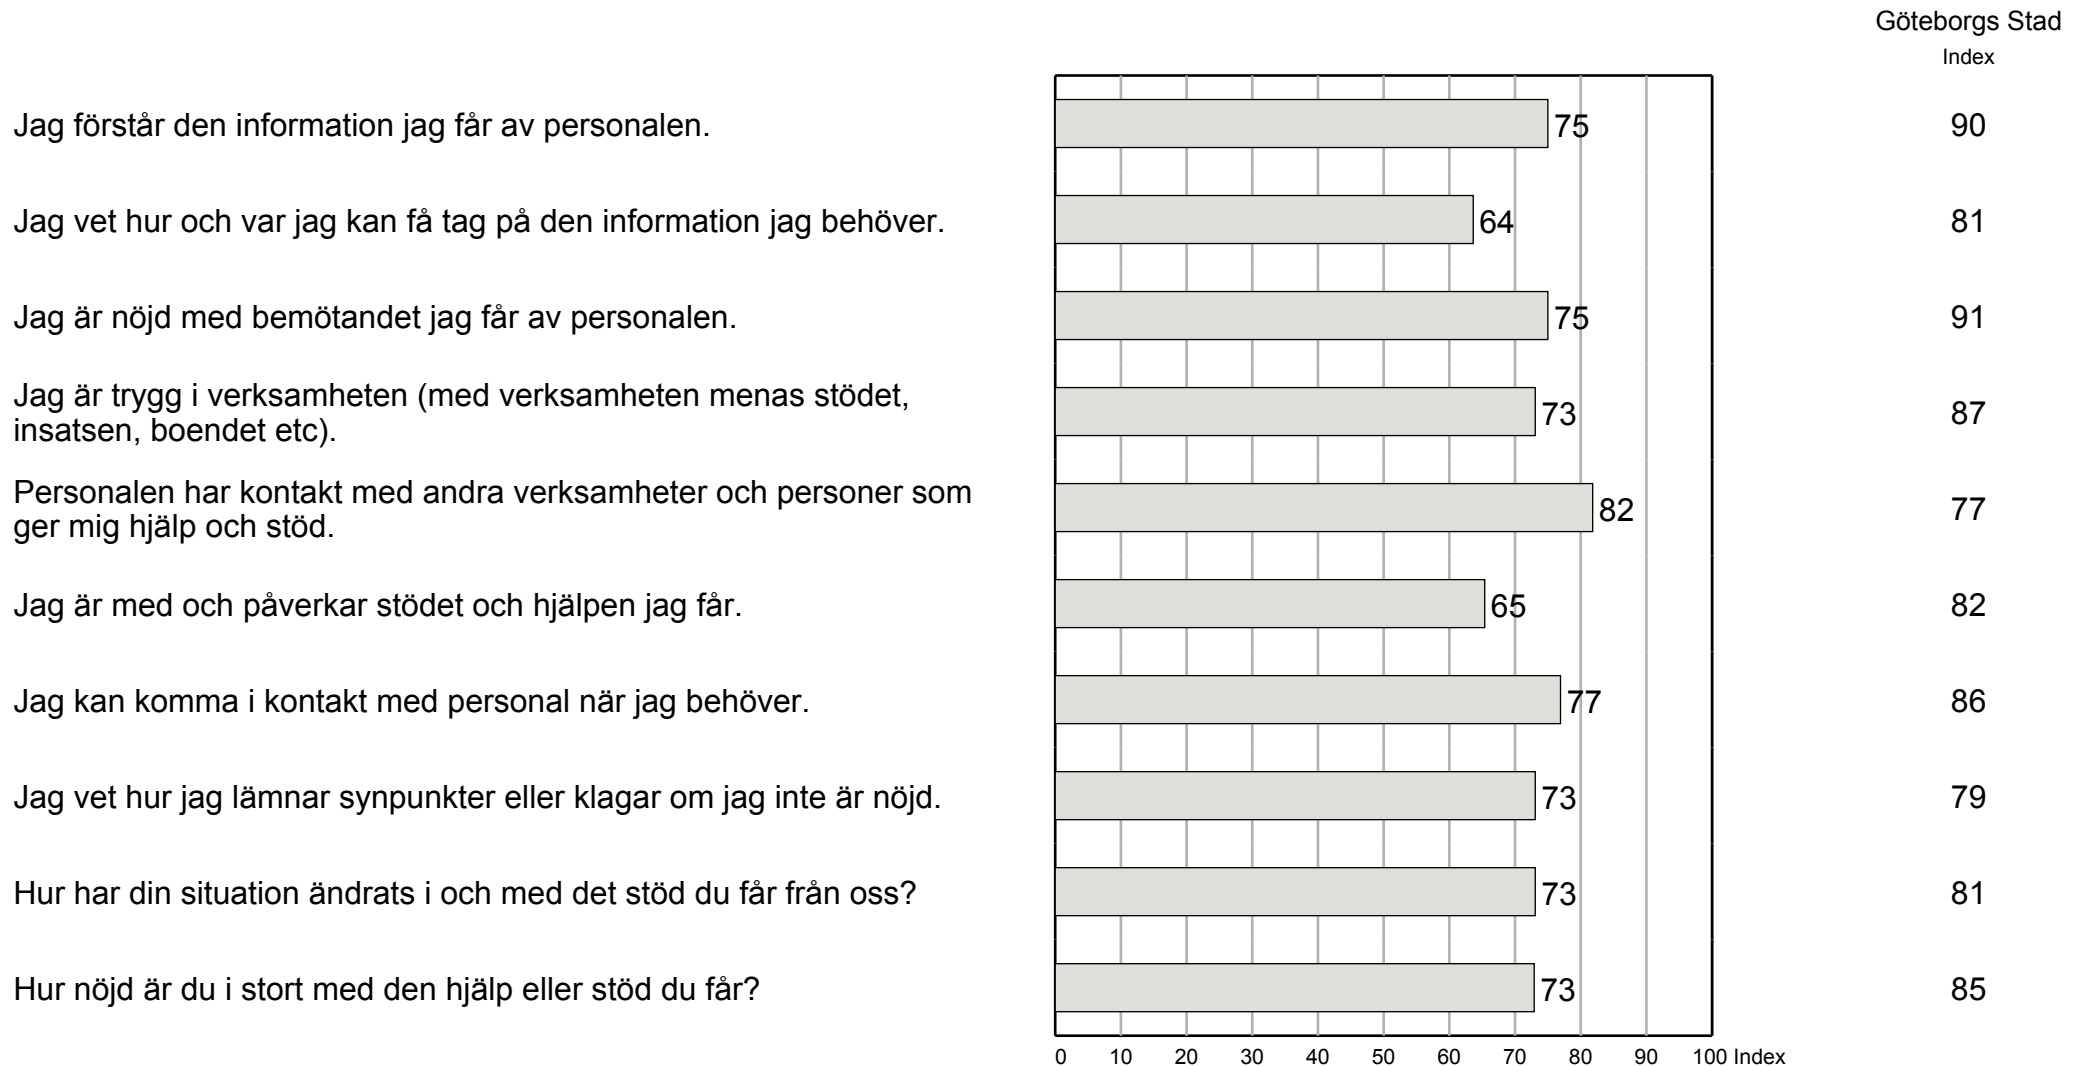 Göteborgs Stad
Index
Jag förstår den information jag får av personalen. 75 90
Jag vet hur och var jag kan få tag på den information jag behöver. 64 81
Jag är nöjd med bemötandet jag får av personalen. 75 91
Jag är trygg i verksamheten (med verksamheten menas stödet,
insatsen, boendet etc). 73 87
Personalen har kontakt med andra verksamheter och personer som
ger mig hjälp och stöd. 82 77
Jag är med och påverkar stödet och hjälpen jag får. 65 82
Jag kan komma i kontakt med personal när jag behöver. 77 86
Jag vet hur jag lämnar synpunkter eller klagar om jag inte är nöjd. 73 79
Hur har din situation ändrats i och med det stöd du får från oss? 73 81
Hur nöjd är du i stort med den hjälp eller stöd du får? 73 85
0 10 20 30 40 50 60 70 80 90 100 Index